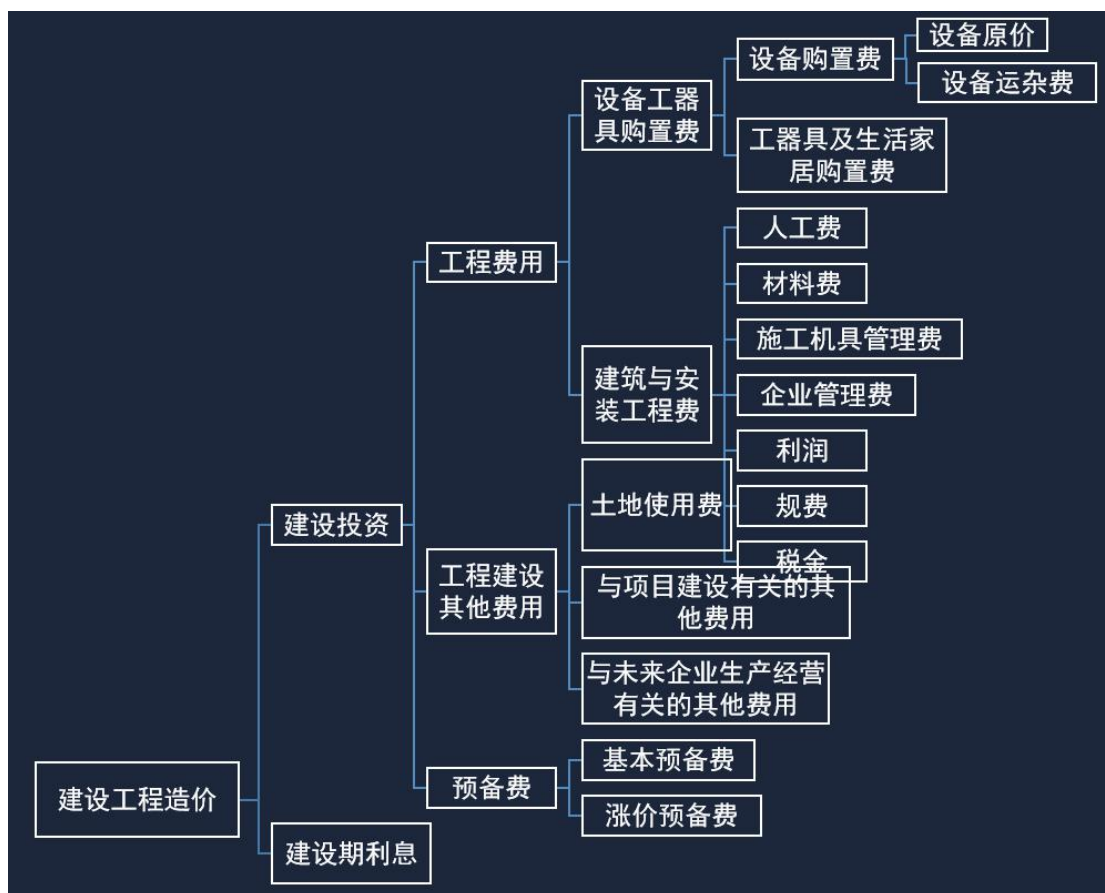 设备原价
设备购置费
设备运杂费
设备工器
具购置费
工器具及生活家
居购置费
人工费
工程费用
材料费
施工机具管理费
建筑与安
装工程费
企业管理费
利润
土地使用费
规费
建设投资
税金
工程建设
其他费用
与项目建设有关的其
他费用
与未来企业生产经营
有关的其他费用
基本预备费
预备费
建设工程造价
涨价预备费
建设期利息